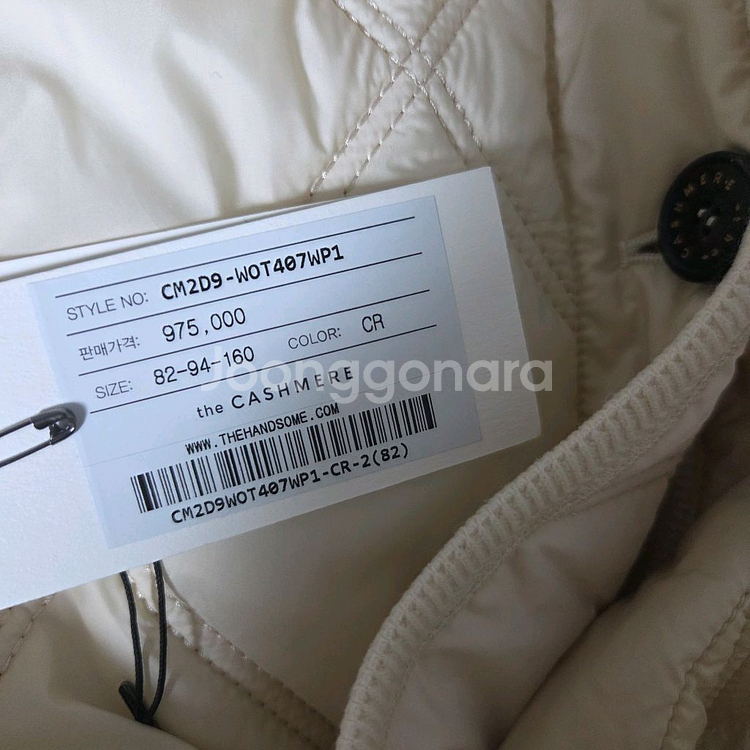 STYLE NO: CM2D9-WOT407WP1
판매가격: 975,000
SIZE: 82-94-160 COLOR: CR
the CASHMERE
WWW.THEHANDSOME.COM
CM2D9WOT407WP1-CR-2(82)
Joonggonara